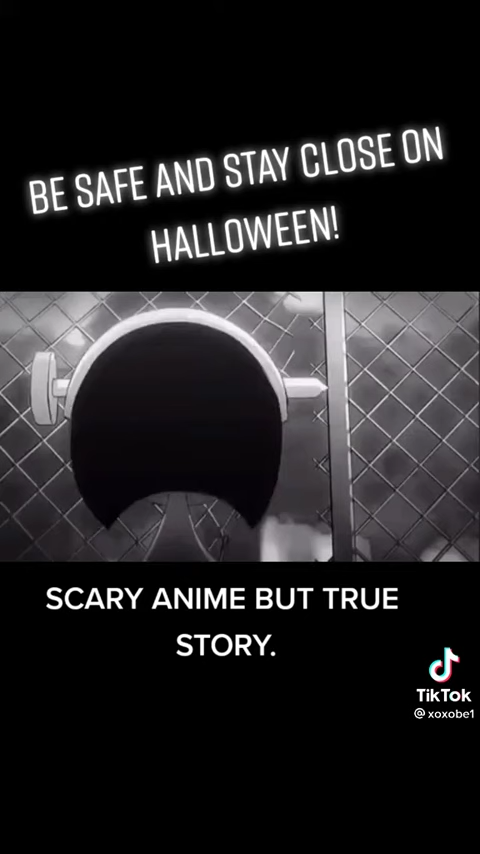 BE SAFE AND STAY CLOSE ON
HALLOWEEN!
SCARY ANIME BUT TRUE
STORY.
TikTok
@xoxobe1